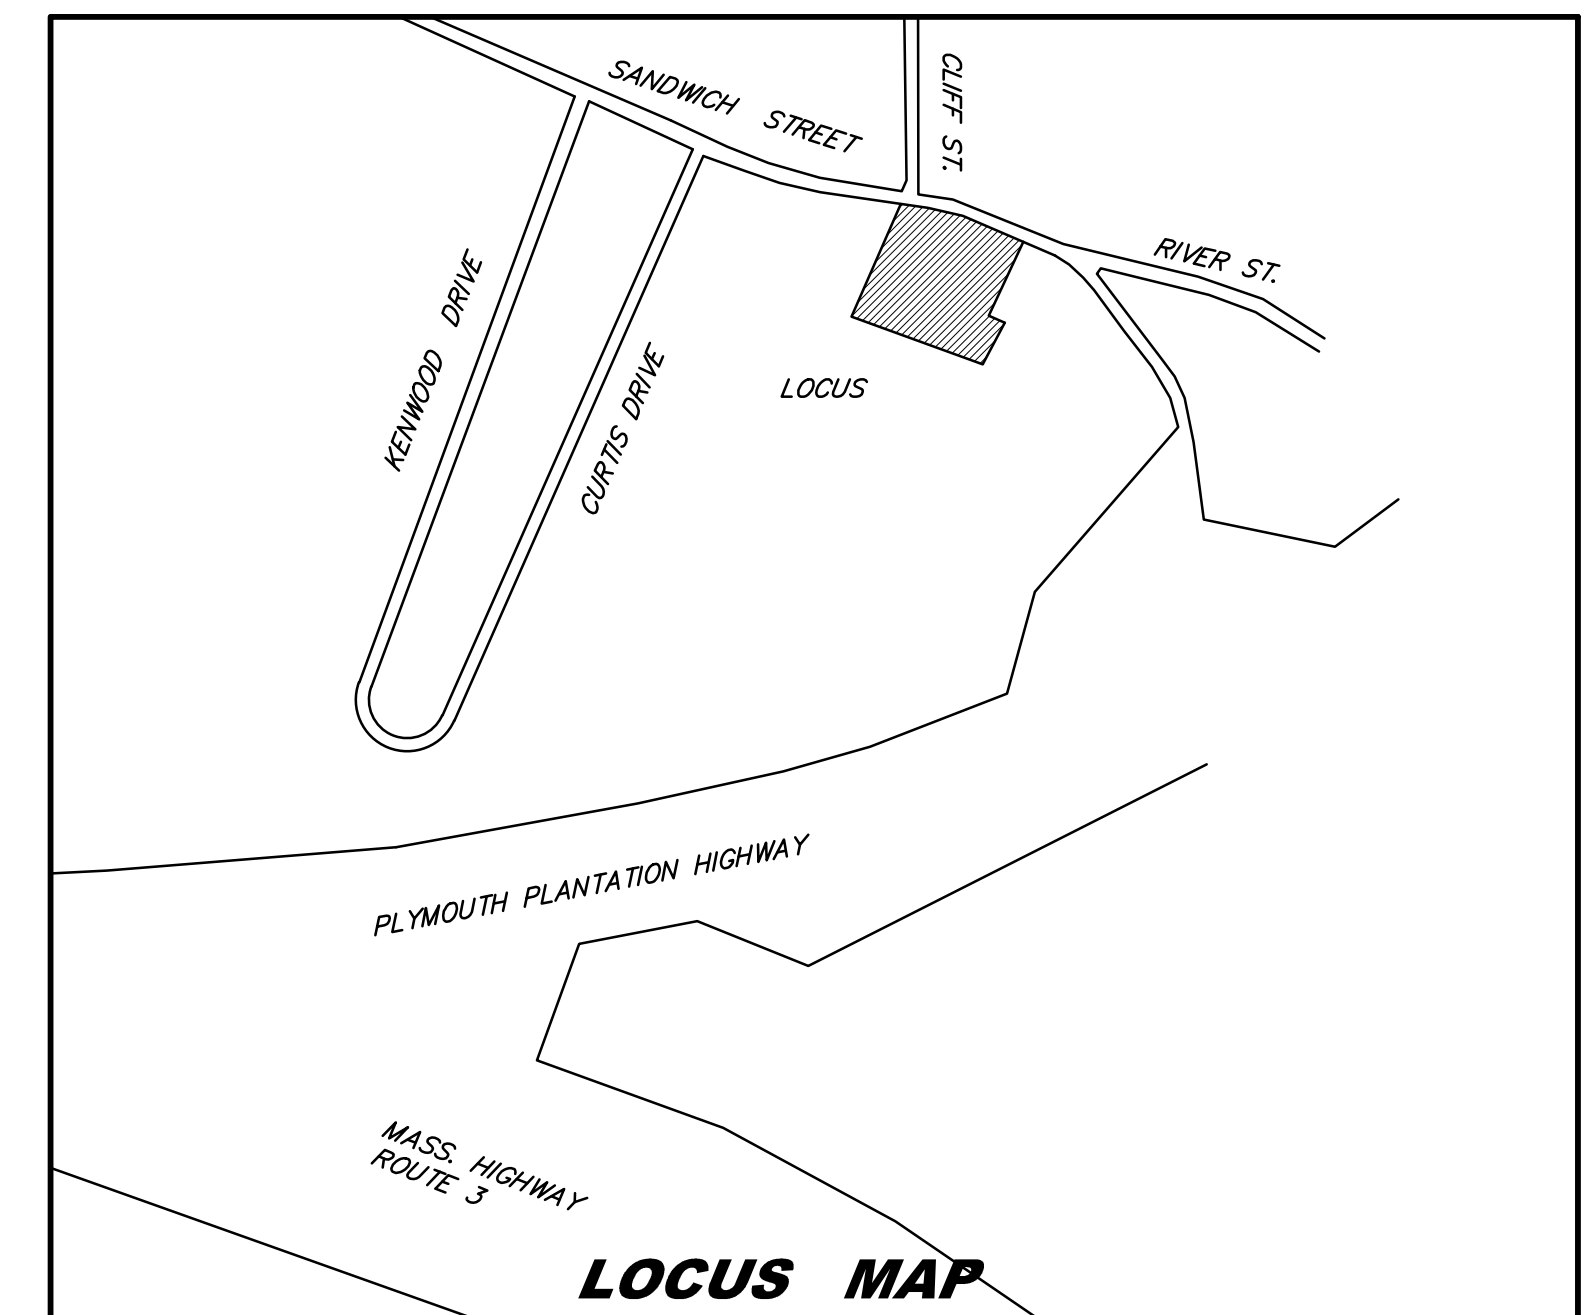 SANDWICH STREET
CLIFF ST.
RIVER ST.
KENWOOD DRIVE
CURTIS DRIVE
LOCUS
PLYMOUTH PLANTATION HIGHWAY
MASS. HIGHWAY
ROUTE 3
LOCUS MAP